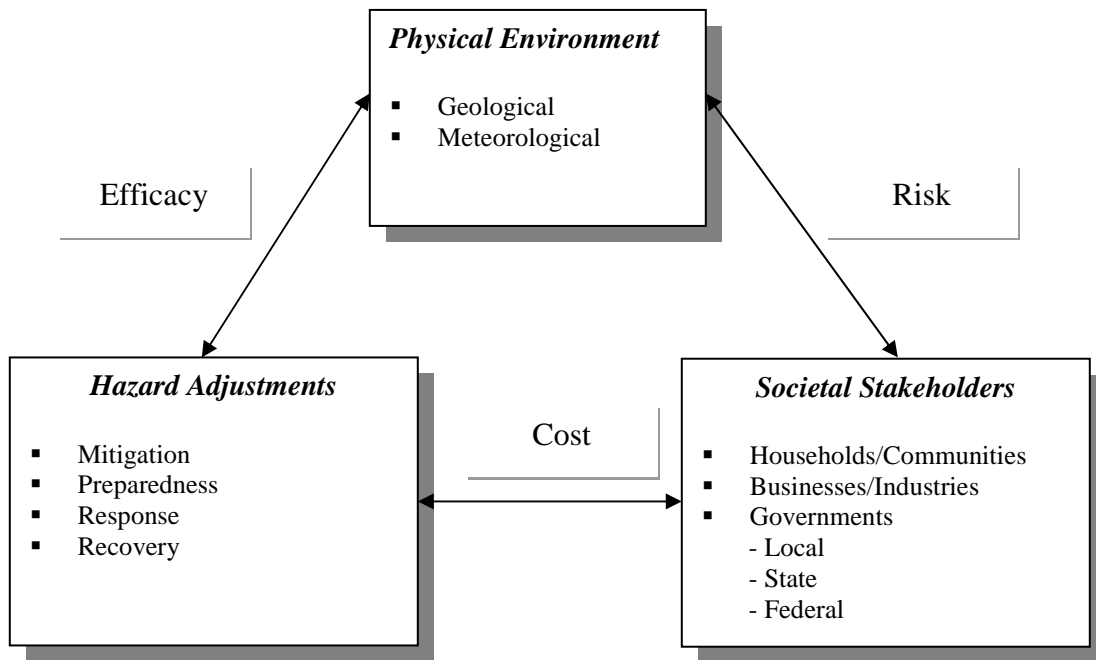 Physical Environment
▪ Geological
▪ Meteorological
Efficacy
Risk
Hazard Adjustments
▪ Mitigation
▪ Preparedness
▪ Response
▪ Recovery
Cost
Societal Stakeholders
▪ Households/Communities
▪ Businesses/Industries
▪ Governments
- Local
- State
- Federal